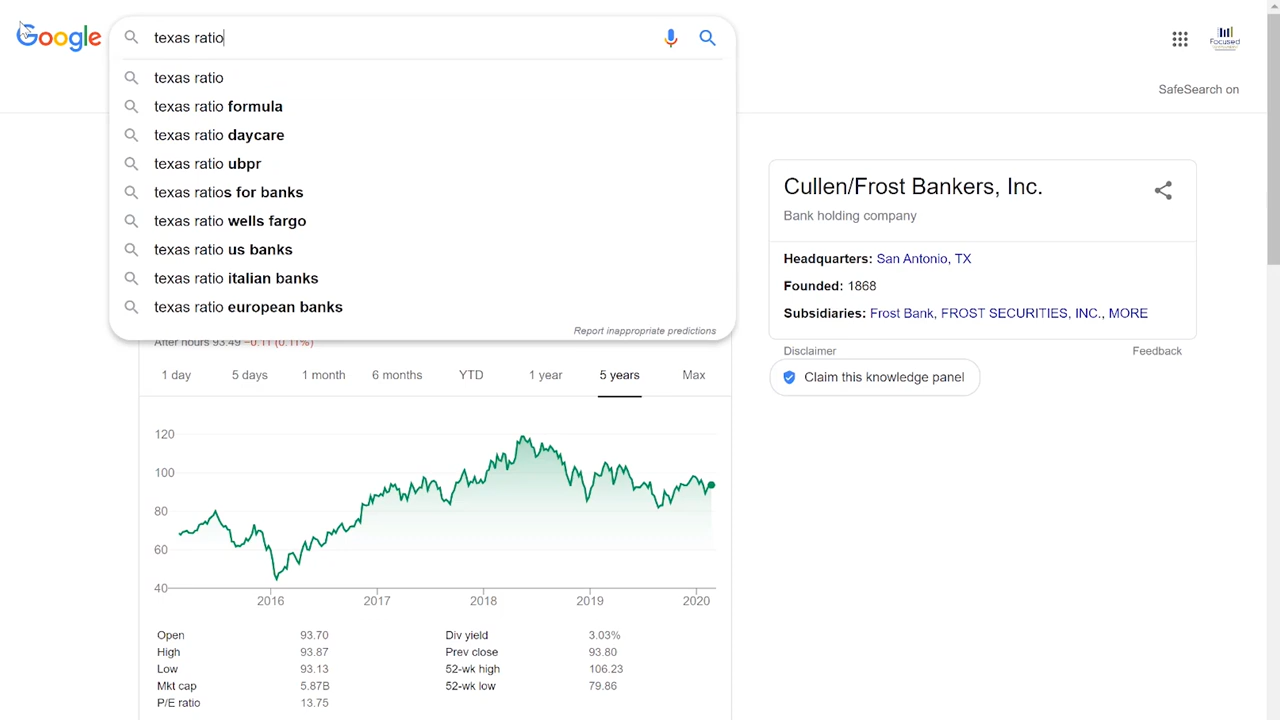 Google
texas ratio
texas ratio
texas ratio formula
texas ratio daycare
texas ratio ubpr
texas ratios for banks
texas ratio wells fargo
texas ratio us banks
texas ratio italian banks
texas ratio european banks
Report inappropriate predictions
Focused
SafeSearch on
Cullen/Frost Bankers, Inc.
Bank holding company
Headquarters: San Antonio, TX
Founded: 1868
Subsidiaries: Frost Bank, FROST SECURITIES, INC., MORE
Disclaimer Feedback
Claim this knowledge panel
After hours 93.49 −0.11 (0.11%)
1 day 5 days 1 month 6 months YTD 1 year 5 years Max
120
100
80
60
40
2016 2017 2018 2019 2020
Open 93.70 Div yield 3.03%
High 93.87 Prev close 93.80
Low 93.13 52-wk high 106.23
Mkt cap 5.87B 52-wk low 79.86
P/E ratio 13.75